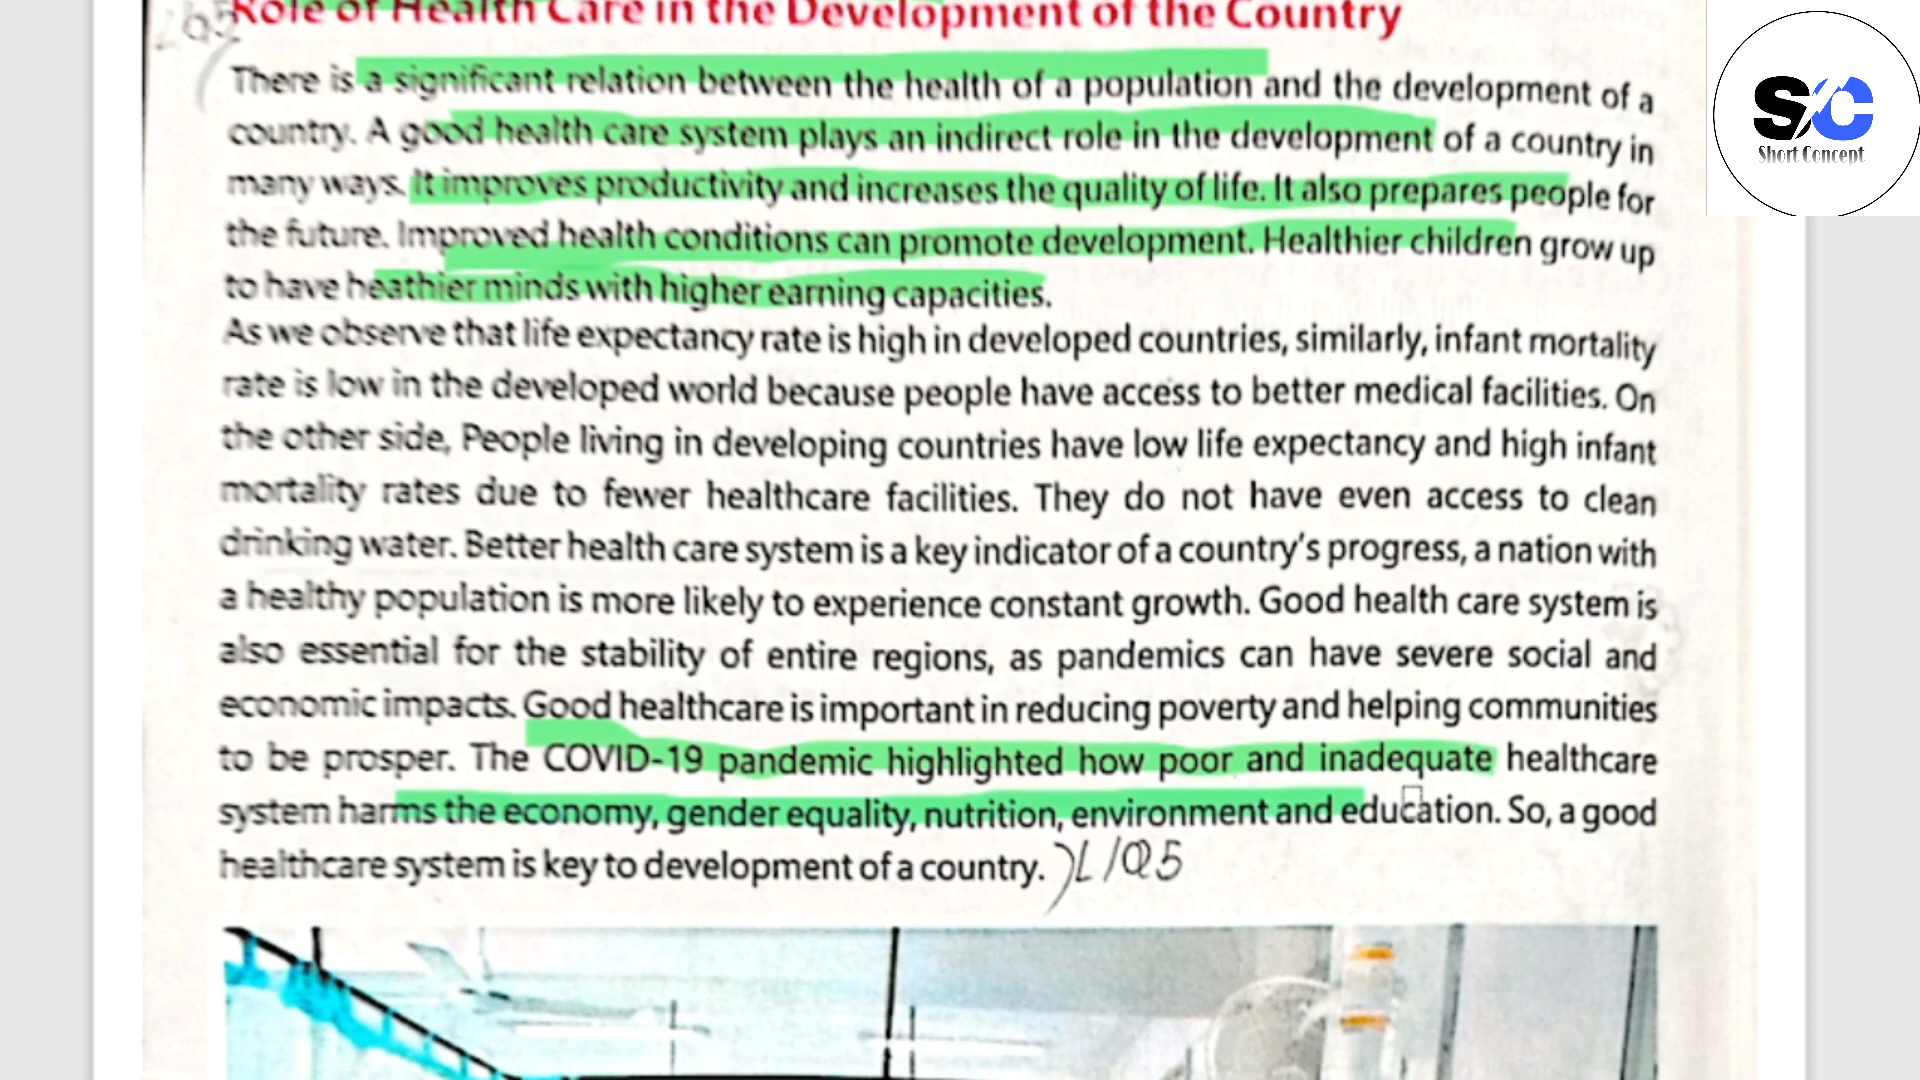 Role of Health Care in the Development of the Country
There is a significant relation between the health of a population and the development of a
country. A good health care system plays an indirect role in the development of a country in
many ways. It improves productivity and increases the quality of life. It also prepares people for
the future. Improved health conditions can promote development. Healthier children grow up
to have heathier minds with higher earning capacities.
As we observe that life expectancy rate is high in developed countries, similarly, infant mortality
rate is low in the developed world because people have access to better medical facilities. On
the other side, People living in developing countries have low life expectancy and high infant
mortality rates due to fewer healthcare facilities. They do not have even access to clean
drinking water. Better health care system is a key indicator of a country's progress, a nation with
a healthy population is more likely to experience constant growth. Good health care system is
also essential for the stability of entire regions, as pandemics can have severe social and
economic impacts. Good healthcare is important in reducing poverty and helping communities
to be prosper. The COVID-19 pandemic highlighted how poor and inadequate healthcare
system harms the economy, gender equality, nutrition, environment and education. So, a good
healthcare system is key to development of a country. )L/Q5
S/C
Short Concept